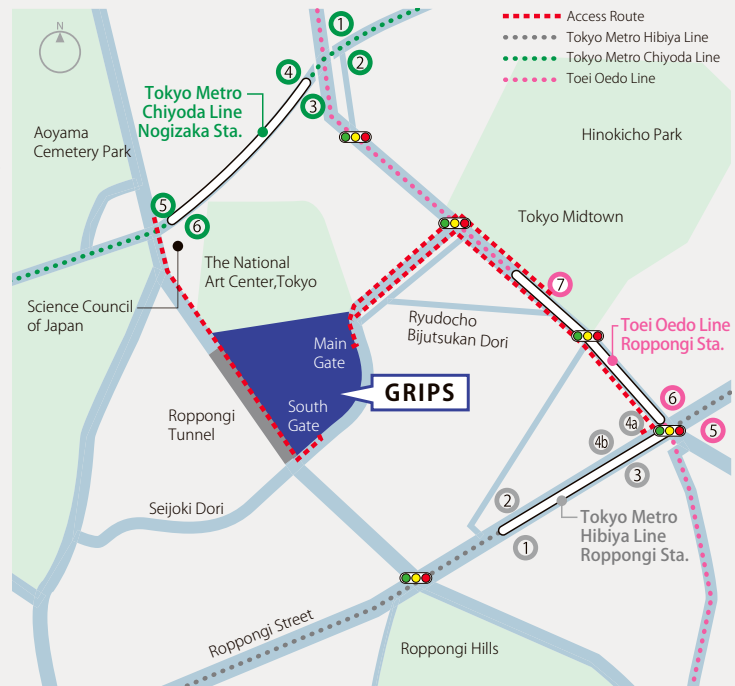 N
Access Route
Tokyo Metro Hibiya Line
Tokyo Metro Chiyoda Line
Toei Oedo Line
1
2
4
3
Tokyo Metro
Chiyoda Line
Nogizaka Sta.
Aoyama
Cemetery Park
Hinokicho Park
5
6
Tokyo Midtown
The National
Art Center,Tokyo
7
Science Council
of Japan
Ryudocho
Bijutsukan Dori
Toei Oedo Line
Roppongi Sta.
Main
Gate
GRIPS
South
Gate
Roppongi
Tunnel
6
4a
5
4b
3
Seijoki Dori
2
1
Tokyo Metro
Hibiya Line
Roppongi Sta.
Roppongi Street
Roppongi Hills